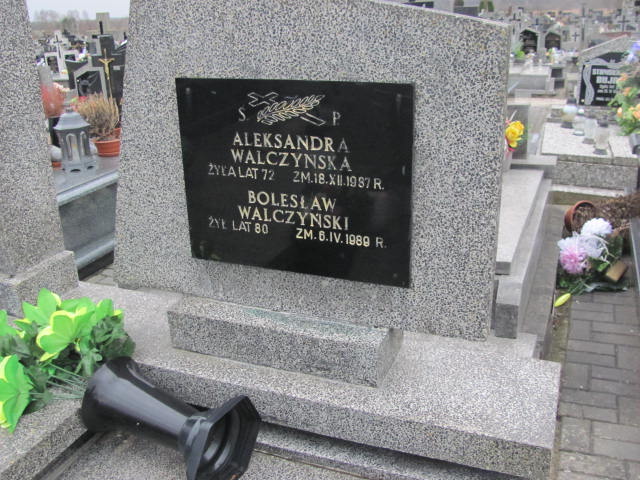 S P
ALEKSANDRA
WALCZYŃSKA
ŻYŁA LAT 72 ZM. 18.XII.1987 R.
BOLESŁAW
WALCZYŃSKI
ŻYŁ LAT 80 ZM. 6.IV.1989 R.